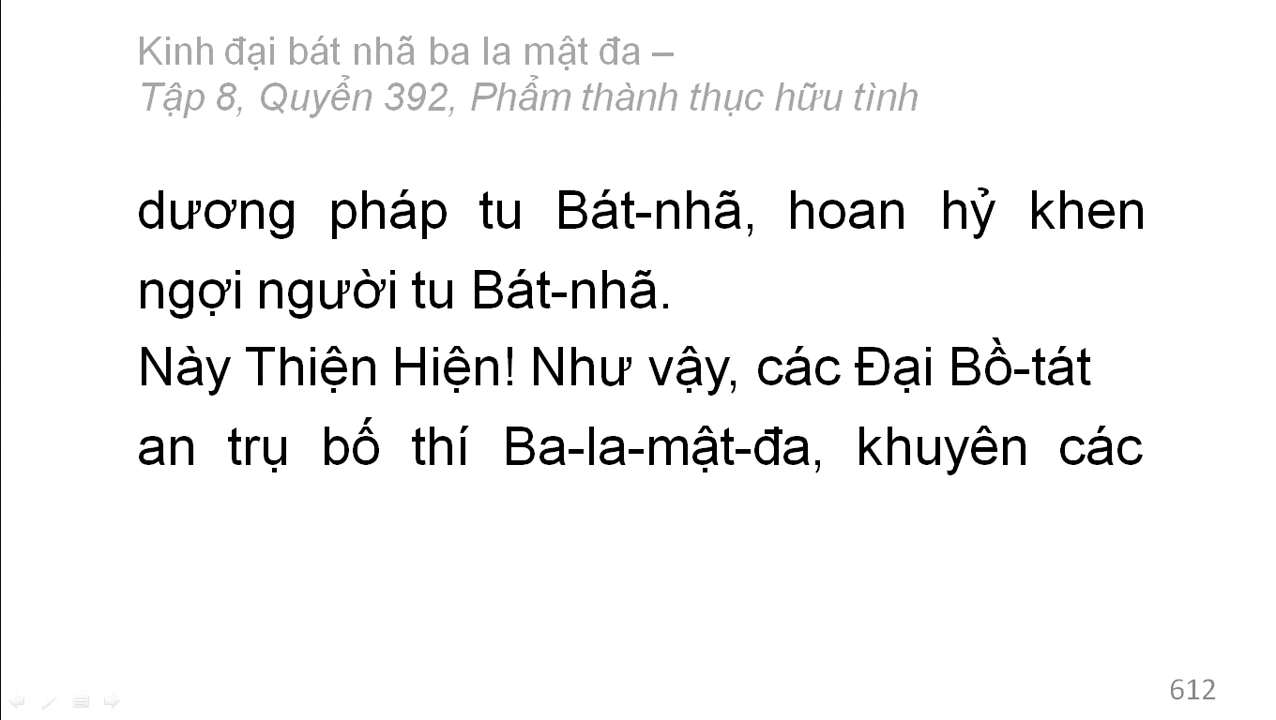 Kinh đại bát nhã ba la mật đa –
Tập 8, Quyển 392, Phẩm thành thục hữu tình
dương pháp tu Bát-nhã, hoan hỷ khen
ngợi người tu Bát-nhã.
Này Thiện Hiện! Như vậy, các Đại Bồ-tát
an trụ bố thí Ba-la-mật-đa, khuyên các
612